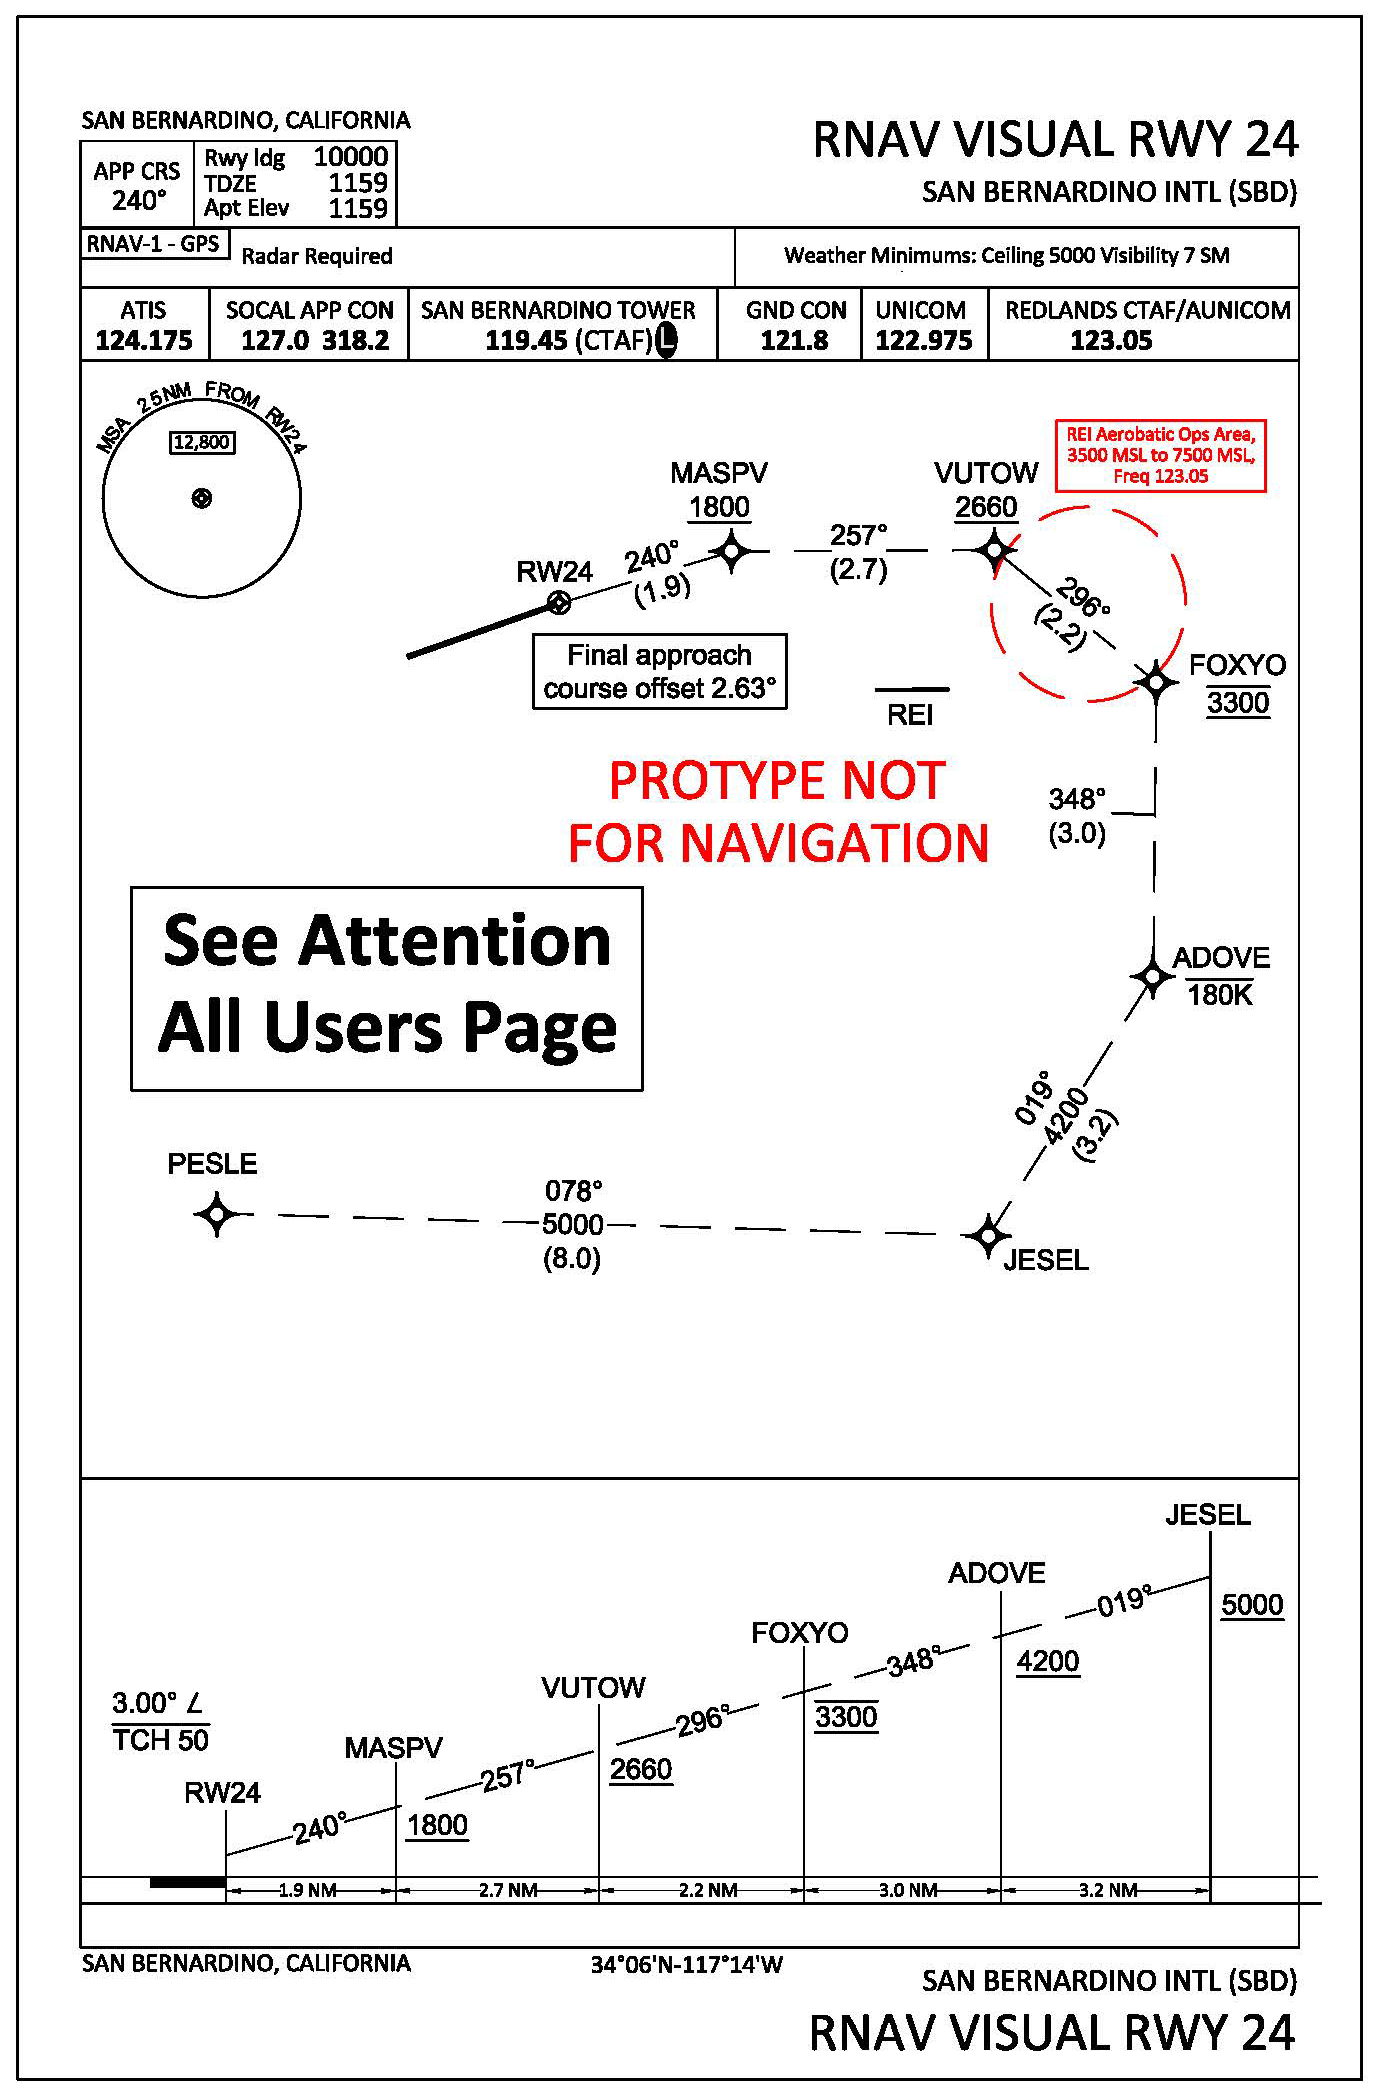 SAN BERNARDINO, CALIFORNIA
RNAV VISUAL RWY 24
SAN BERNARDINO INTL (SBD)
APP CRS
240°
Rwy ldg 10000
TDZE 1159
Apt Elev 1159
RNAV-1 - GPS
Radar Required
Weather Minimums: Ceiling 5000 Visibility 7 SM
ATIS
124.175
SOCAL APP CON
127.0 318.2
SAN BERNARDINO TOWER
119.45 (CTAF) L
GND CON
121.8
UNICOM
122.975
REDLANDS CTAF/AUNICOM
123.05
MSA 25NM FROM RW24
12,800
REI Aerobatic Ops Area,
3500 MSL to 7500 MSL,
Freq 123.05
MASPV
1800
VUTOW
2660
257°
(2.7)
240°
(1.9)
RW24
296°
(2.2)
Final approach
course offset 2.63°
FOXYO
3300
REI
PROTYPE NOT
FOR NAVIGATION
348°
(3.0)
See Attention
All Users Page
ADOVE
180K
019°
4200
(3.2)
PESLE
078°
5000
(8.0)
JESEL
JESEL
ADOVE
019°
5000
FOXYO
348°
4200
VUTOW
296°
3300
3.00° ∠
TCH 50
MASPV
257°
2660
RW24
240°
1800
1.9 NM
2.7 NM
2.2 NM
3.0 NM
3.2 NM
SAN BERNARDINO, CALIFORNIA
34°06'N-117°14'W
SAN BERNARDINO INTL (SBD)
RNAV VISUAL RWY 24